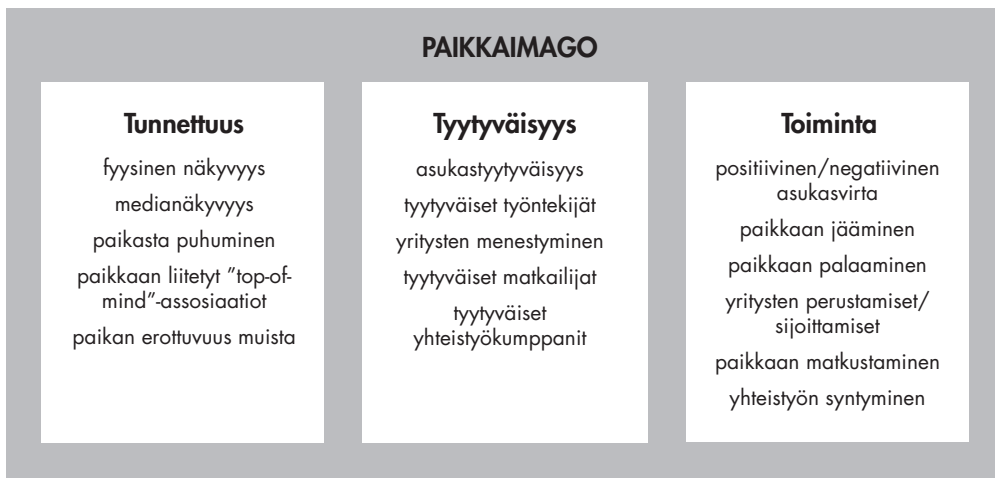 PAIKKAIMAGO
Tunnettuus
fyysinen näkyvyys
medianäkyvyys
paikasta puhuminen
paikkaan liitetyt ”top-of-
mind”-assosiaatiot
paikan erottuvuus muista
Tyytyväisyys
asukastyytyväisyys
tyytyväiset työntekijät
yritysten menestyminen
tyytyväiset matkailijat
tyytyväiset
yhteistyökumppanit
Toiminta
positiivinen/negatiivinen
asukasvirta
paikkaan jääminen
paikkaan palaaminen
yritysten perustamiset/
sijoittamiset
paikkaan matkustaminen
yhteistyön syntyminen